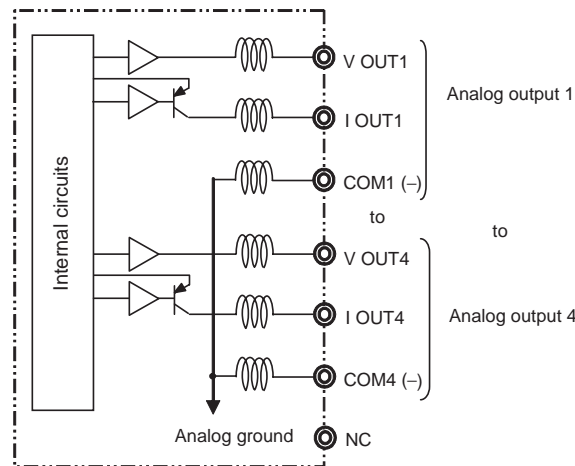 V OUT1
Analog output 1
I OUT1
COM1 (–)
Internal circuits
to
to
V OUT4
I OUT4
Analog output 4
COM4 (–)
Analog ground
NC